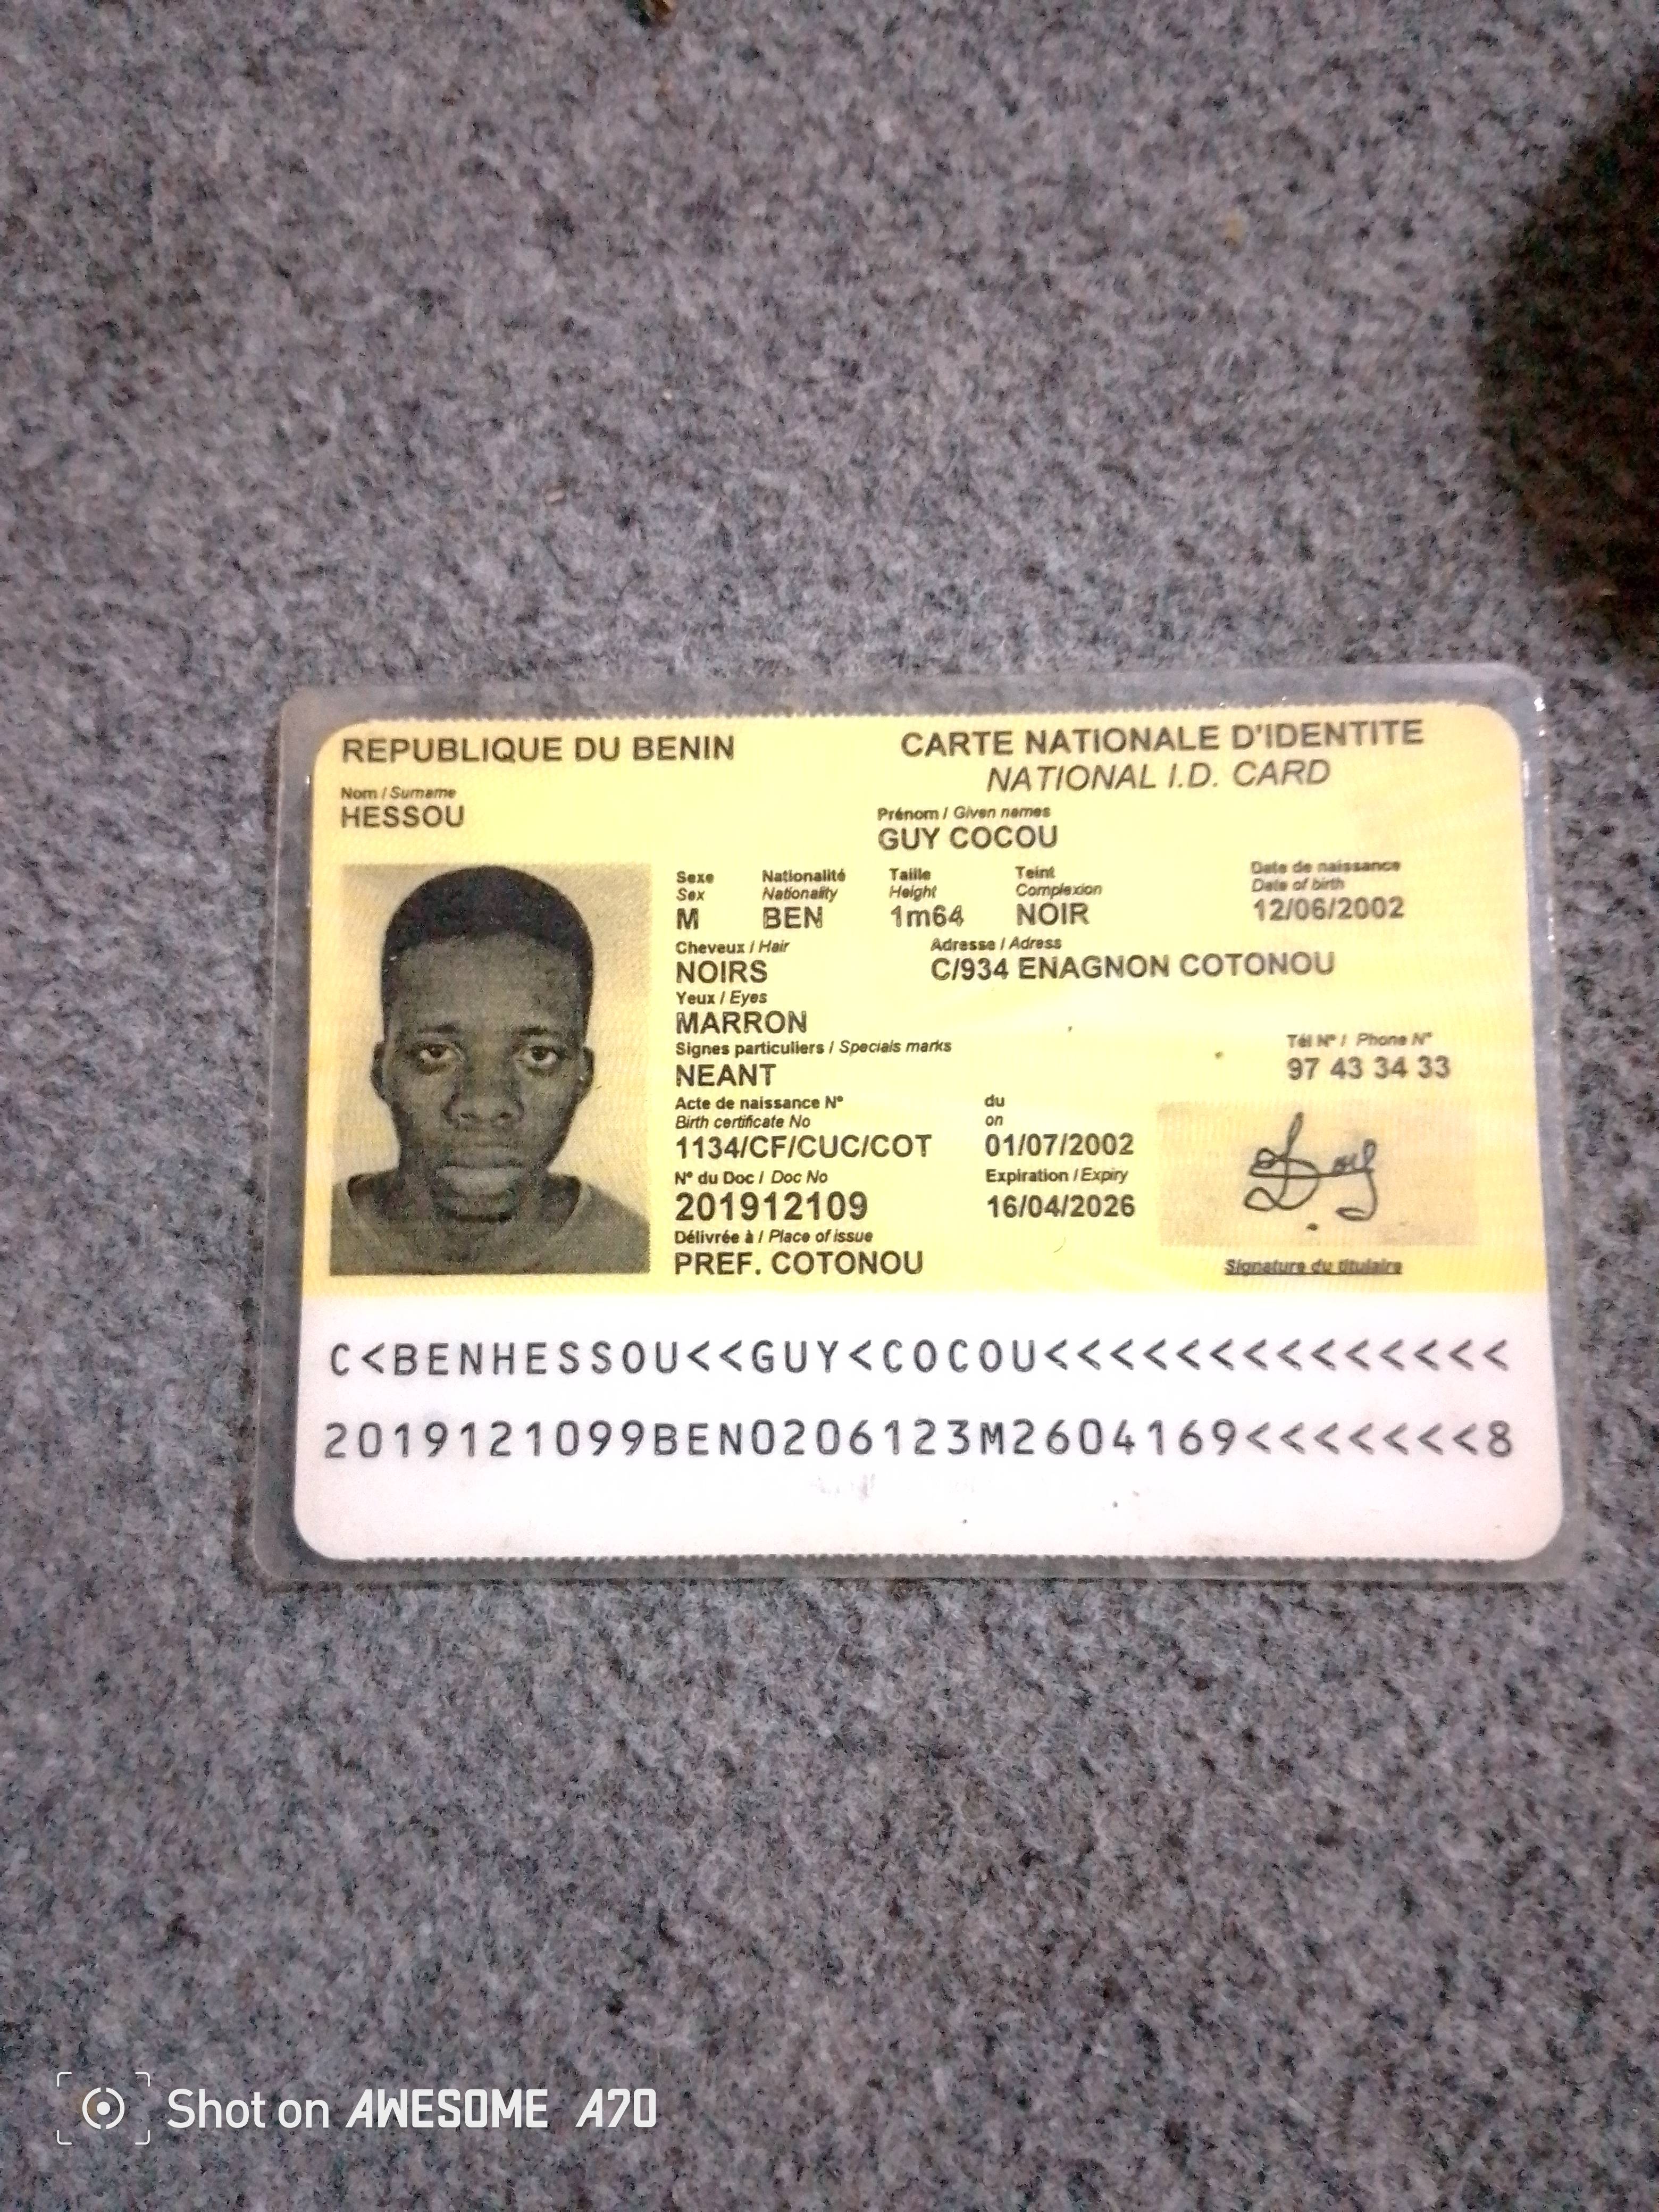 REPUBLIQUE DU BENIN
CARTE NATIONALE D'IDENTITE
NATIONAL I.D. CARD
Nom / Surname
HESSOU
Prénom / Given names
GUY COCOU
Sexe Nationalité Taille Teint Date de naissance
Sex Nationality Height Complexion Date of birth
M BEN 1m64 NOIR 12/06/2002
Cheveux / Hair Adresse / Adress
NOIRS C/934 ENAGNON COTONOU
Yeux / Eyes
MARRON
Signes particuliers / Specials marks Tél N° / Phone N°
NEANT 97 43 34 33
Acte de naissance N° du
Birth certificate No on
1134/CF/CUC/COT 01/07/2002
N° du Doc / Doc No Expiration / Expiry
201912109 16/04/2026
Délivrée à / Place of issue
PREF. COTONOU
Signature du titulaire
C<BENHESSOU<<GUY<COCOU<<<<<<<<<<<<<<
2019121099BEN0206123M2604169<<<<<<<8
Shot on AWESOME A70